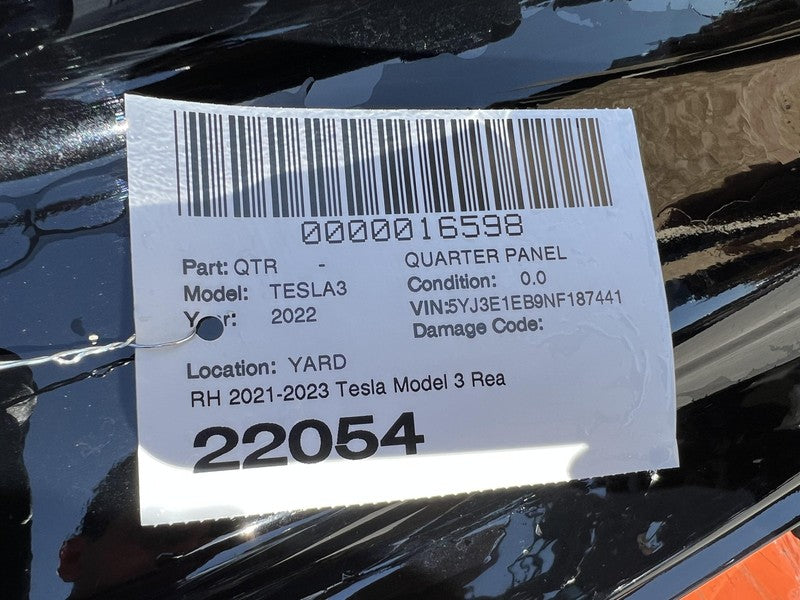 0000016598
Part: QTR - QUARTER PANEL
Model: TESLA3 Condition: 0.0
Year: 2022 VIN:5YJ3E1EB9NF187441
Damage Code:
Location: YARD
RH 2021-2023 Tesla Model 3 Rea
22054